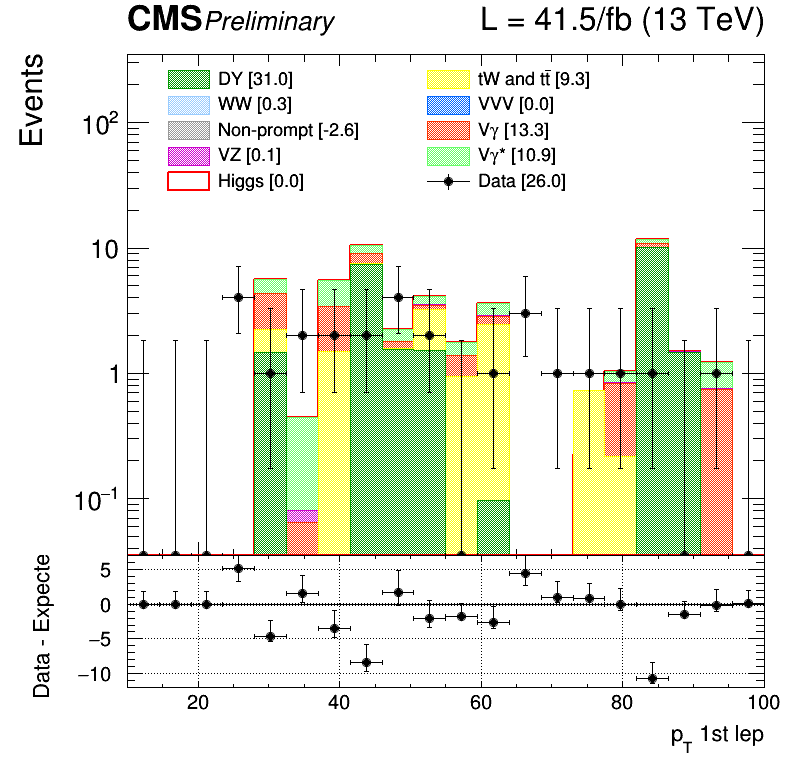 CMS Preliminary L = 41.5/fb (13 TeV)
Events
DY [31.0]
WW [0.3]
Non-prompt [-2.6]
VZ [0.1]
Higgs [0.0]
tW and tt̄ [9.3]
VVV [0.0]
Vγ [13.3]
Vγ* [10.9]
Data [26.0]
10²
10
1
10⁻¹
Data - Expecte
5
0
−5
−10
20 40 60 80 100
p_T 1st lep